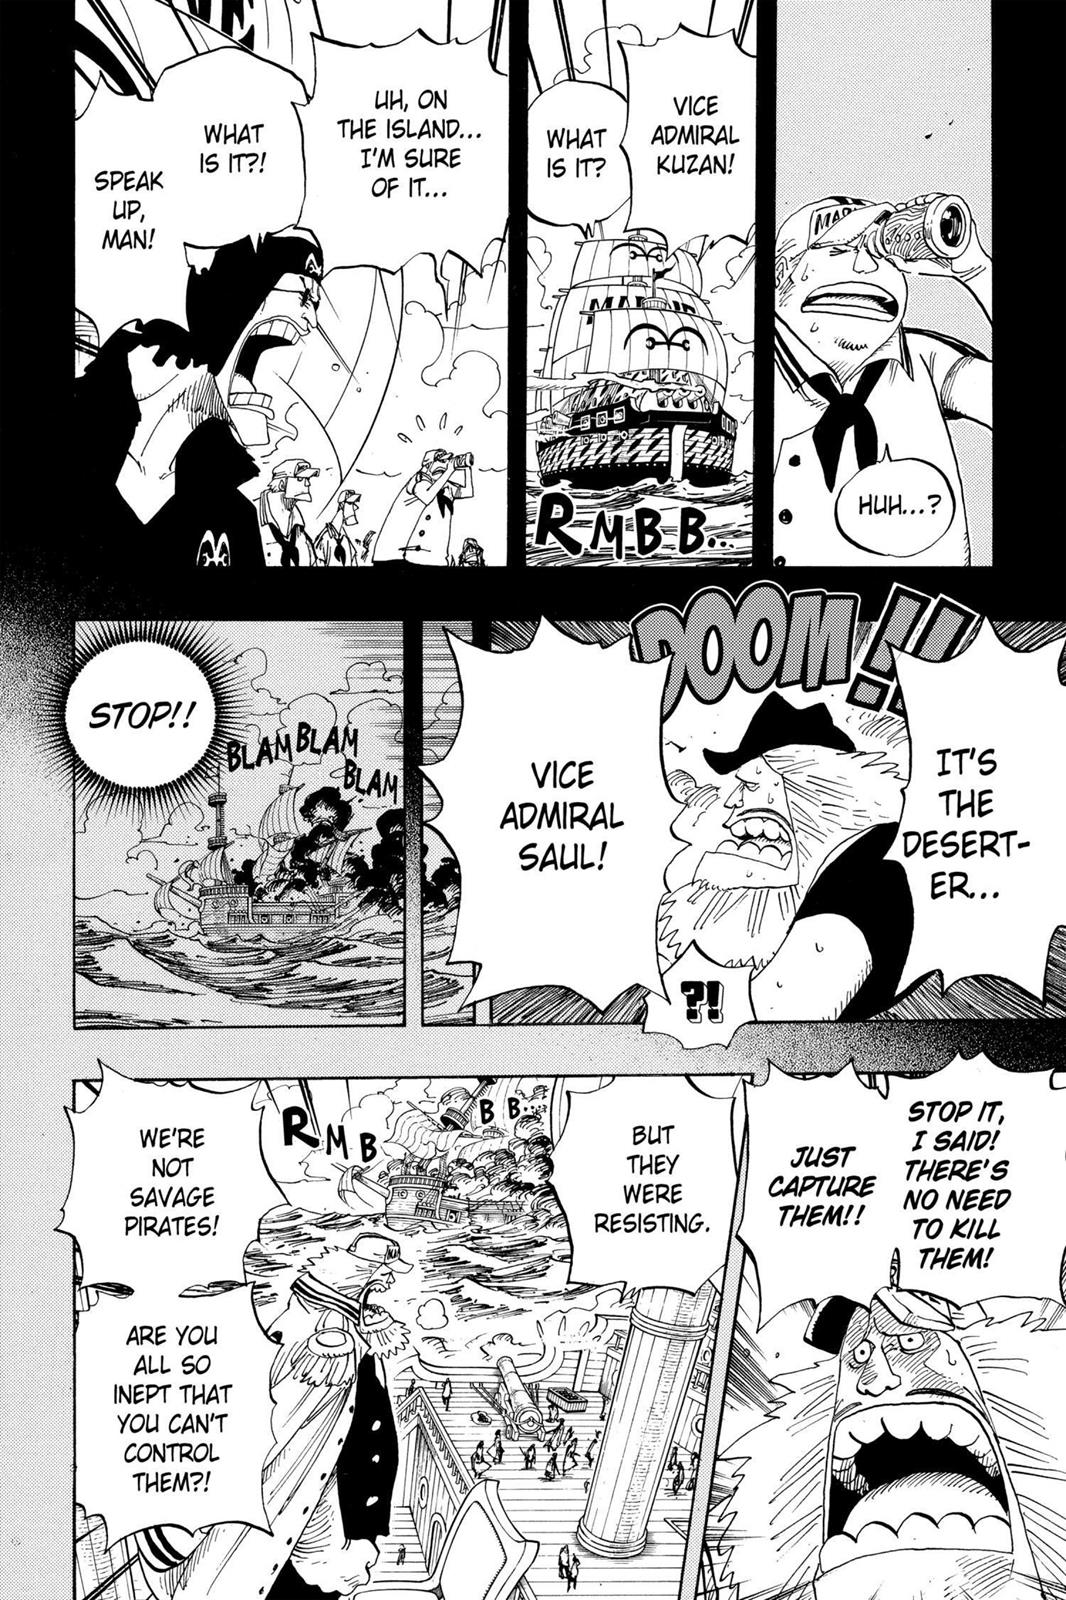 MARINE
HUH...?
VICE
ADMIRAL
KUZAN!
WHAT
IS IT?
MARINE
RMBB...
UH, ON
THE ISLAND...
I'M SURE
OF IT...
WHAT
IS IT?!
SPEAK
UP,
MAN!
DOOM!!
IT'S
THE
DESERT-
ER...
VICE
ADMIRAL
SAUL!
?!
STOP!!
BLAM BLAM
BLAM
STOP IT,
I SAID!
THERE'S
NO NEED
TO KILL
THEM!
JUST
CAPTURE
THEM!!
BUT
THEY
WERE
RESISTING.
RMB
BB...
WE'RE
NOT
SAVAGE
PIRATES!
ARE YOU
ALL SO
INEPT THAT
YOU CAN'T
CONTROL
THEM?!